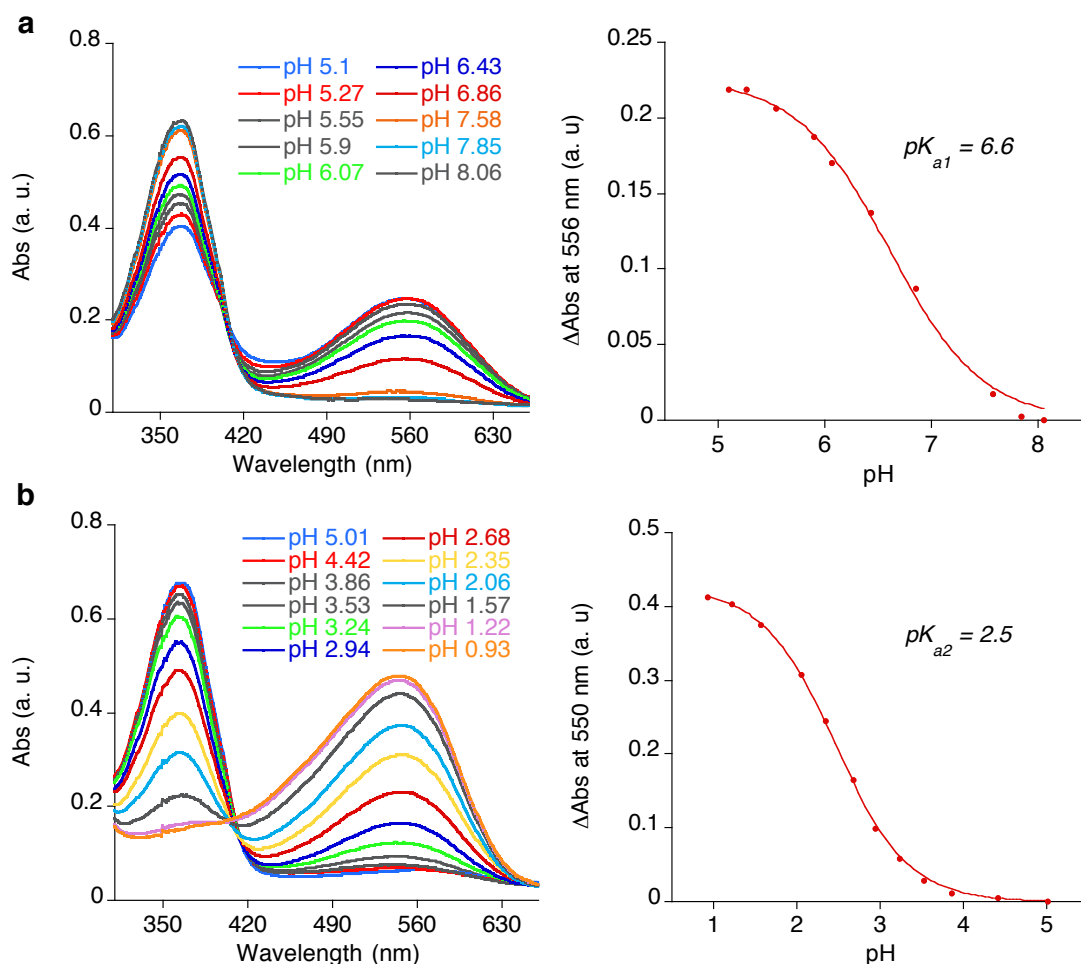 a
0.8
0.6
0.4
0.2
0
Abs (a. u.)
pH 5.1 pH 6.43
pH 5.27 pH 6.86
pH 5.55 pH 7.58
pH 5.9 pH 7.85
pH 6.07 pH 8.06
350 420 490 560 630
Wavelength (nm)
0.25
0.2
0.15
0.1
0.05
0
ΔAbs at 556 nm (a. u)
pKa1 = 6.6
5 6 7 8
pH
b
0.8
0.6
0.4
0.2
0
Abs (a. u.)
pH 5.01 pH 2.68
pH 4.42 pH 2.35
pH 3.86 pH 2.06
pH 3.53 pH 1.57
pH 3.24 pH 1.22
pH 2.94 pH 0.93
350 420 490 560 630
Wavelength (nm)
0.5
0.4
0.3
0.2
0.1
0
ΔAbs at 550 nm (a. u)
pKa2 = 2.5
1 2 3 4 5
pH